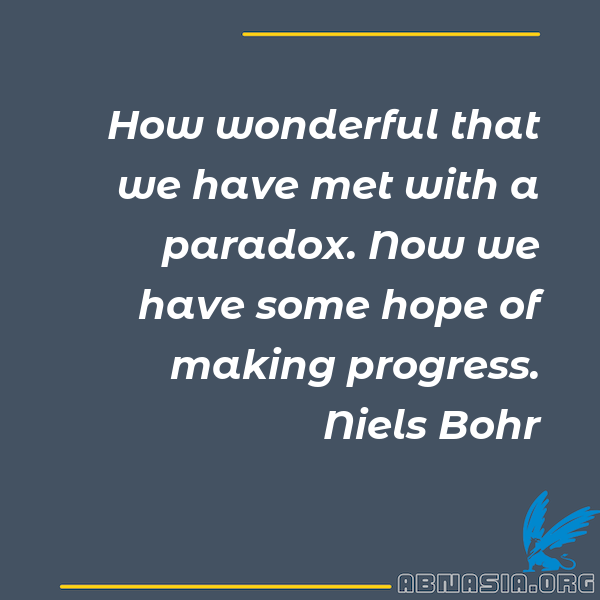 How wonderful that
we have met with a
paradox. Now we
have some hope of
making progress.
Niels Bohr
ABNASIA.ORG